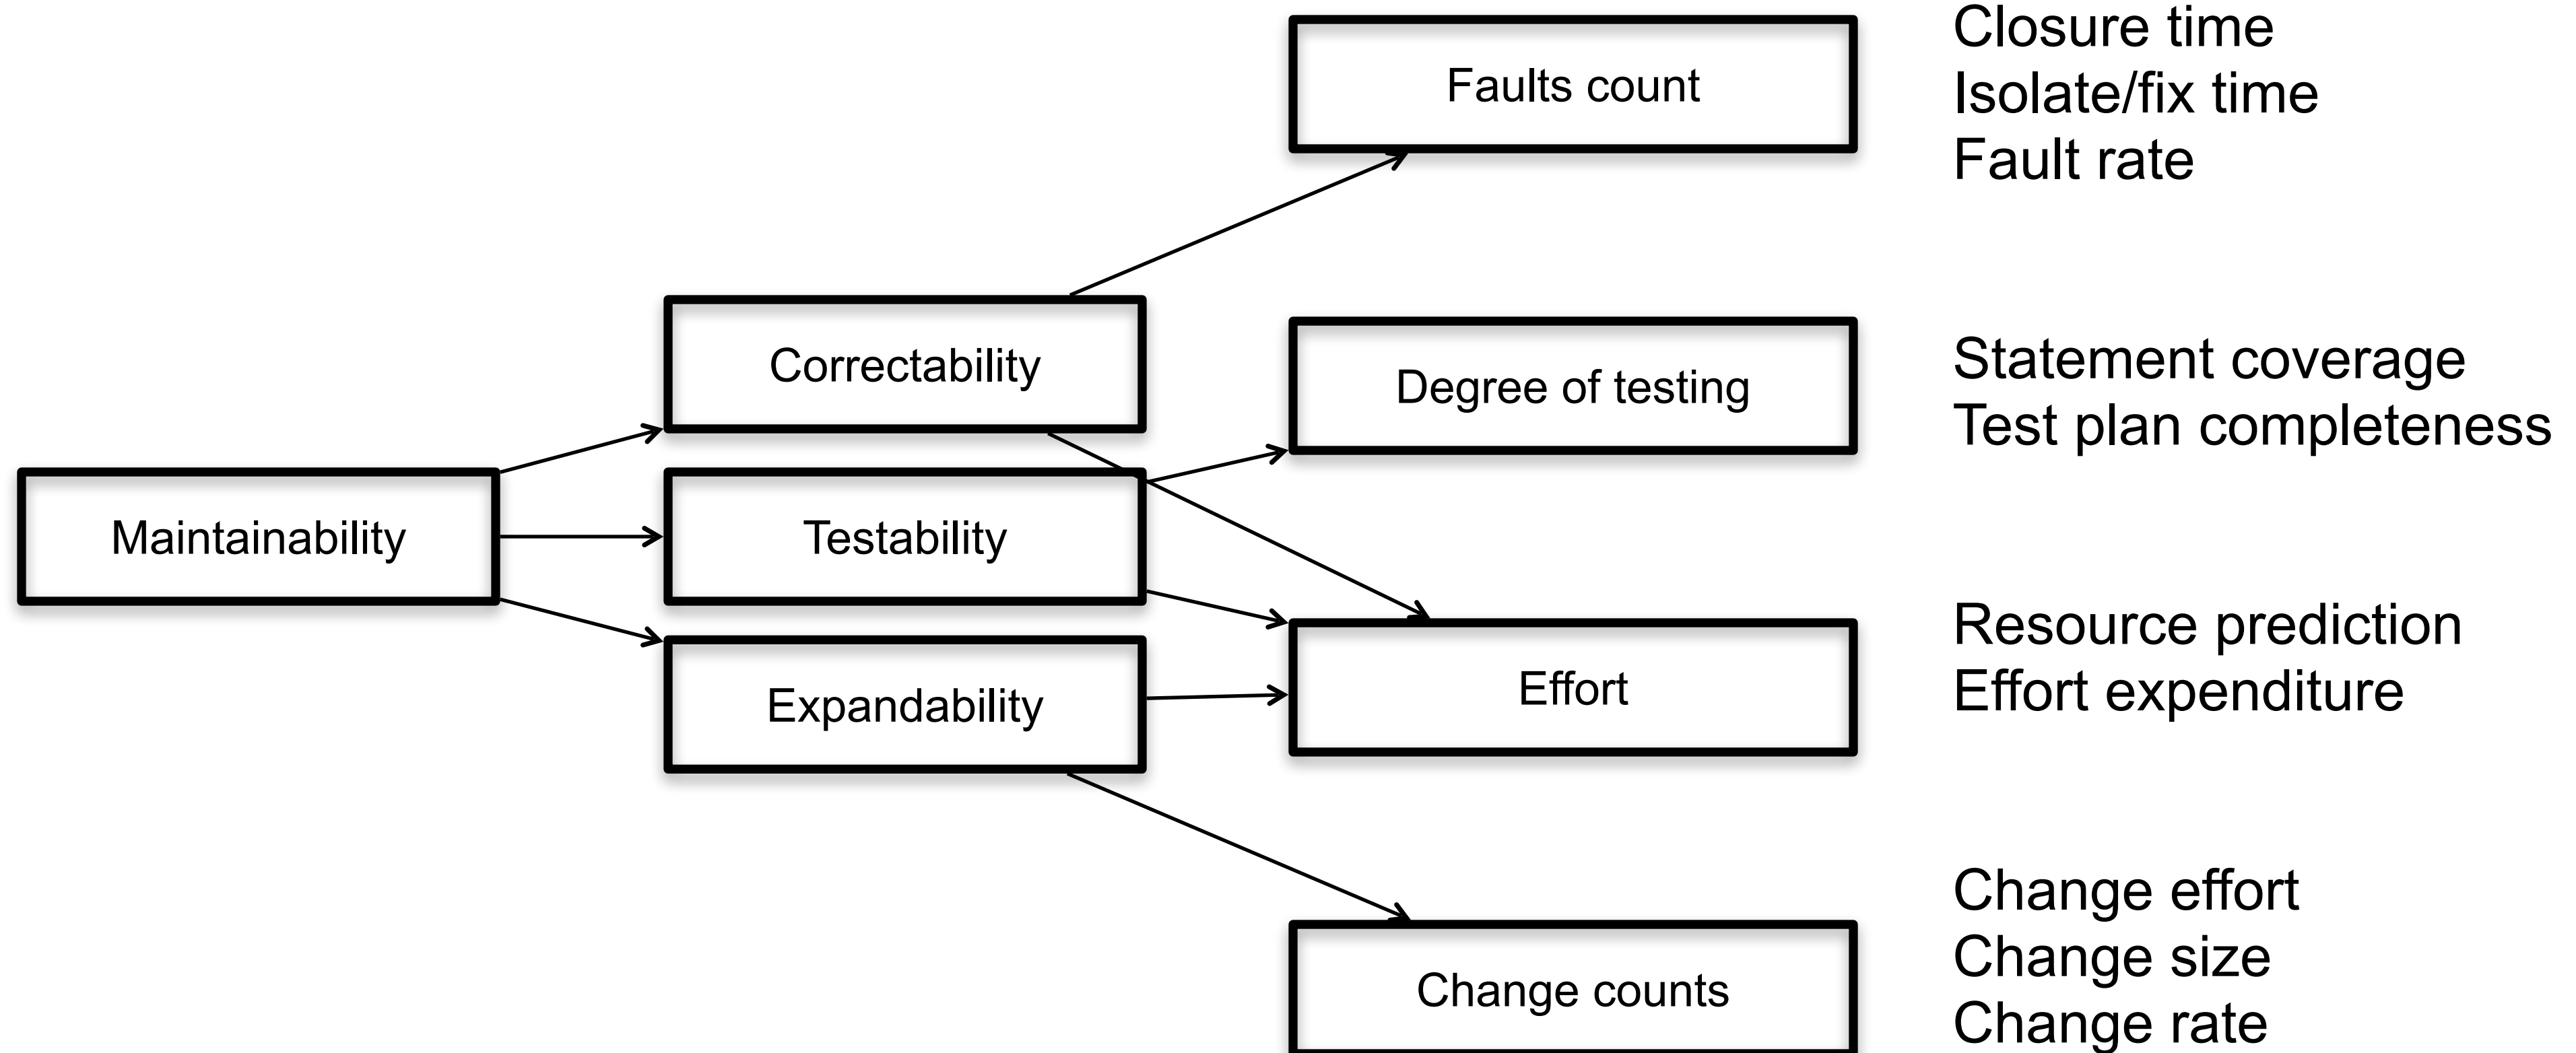 Closure time
Faults count
Isolate/fix time
Fault rate
Correctability
Statement coverage
Degree of testing
Test plan completeness
Maintainability
Testability
Resource prediction
Expandability
Effort
Effort expenditure
Change effort
Change size
Change counts
Change rate